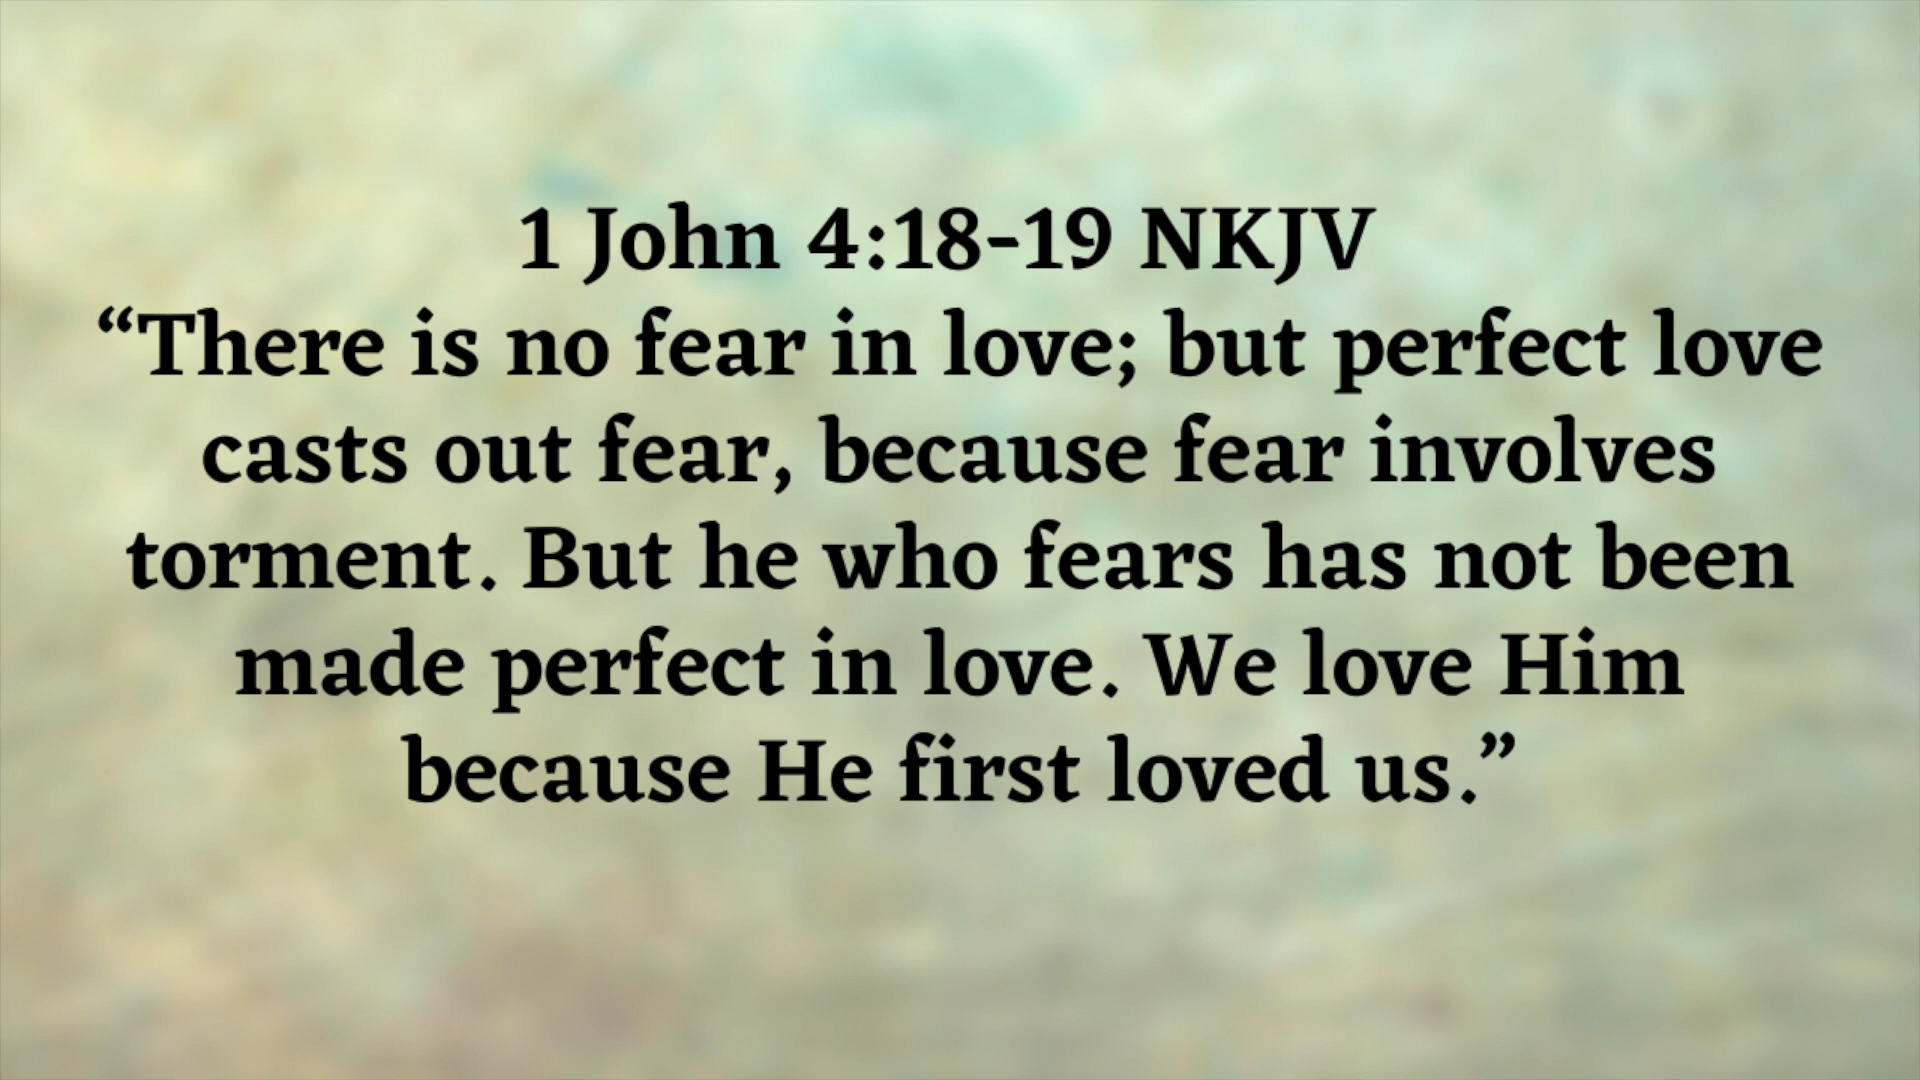 1 John 4:18-19 NKJV
“There is no fear in love; but perfect love
casts out fear, because fear involves
torment. But he who fears has not been
made perfect in love. We love Him
because He first loved us.”